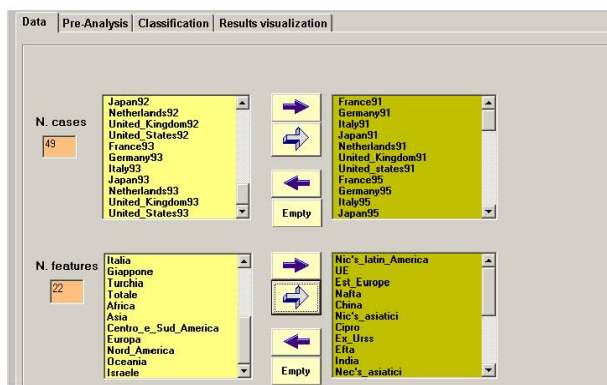 Data Pre-Analysis Classification Results visualization
N. cases
49
Japan92
Netherlands92
United_Kingdom92
United_States92
France93
Germany93
Italy93
Japan93
Netherlands93
United_Kingdom93
United_States93
Empty
France91
Germany91
Italy91
Japan91
Netherlands91
United_Kingdom91
United_states91
France95
Germany95
Italy95
Japan95
N. features
22
Italia
Giappone
Turchia
Totale
Africa
Asia
Centro_e_Sud_America
Europa
Nord_America
Oceania
Israele
Empty
Nic's_latin_America
UE
Est_Europe
Nafta
China
Nic's_asiatici
Cipro
Ex_Urss
Efta
India
Nec's_asiatici